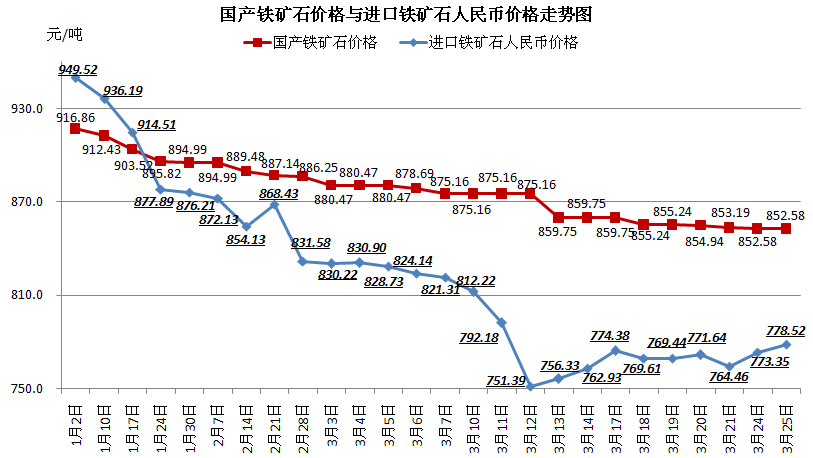 国产铁矿石价格与进口铁矿石人民币价格走势图
元/吨
国产铁矿石价格 进口铁矿石人民币价格
949.52
936.19
930.0
916.86 914.51
912.43 903.52 895.82 894.99 894.99 889.48 887.14 886.25 880.47 880.47 880.47 878.69 875.16 875.16 875.16 875.16 859.75 859.75 859.75 855.24 855.24 854.94 853.19 852.58 852.58
870.0
877.89 876.21 872.13 854.13 868.43 831.58 830.22 830.90 828.73 824.14 821.31 812.22 792.18 751.39 756.33 762.93 774.38 769.61 769.44 771.64 764.46 773.35 778.52
810.0
750.0
1月2日 1月10日 1月17日 1月24日 1月30日 2月7日 2月14日 2月21日 2月28日 3月3日 3月4日 3月5日 3月6日 3月7日 3月10日 3月11日 3月12日 3月13日 3月14日 3月17日 3月18日 3月19日 3月20日 3月21日 3月24日 3月25日